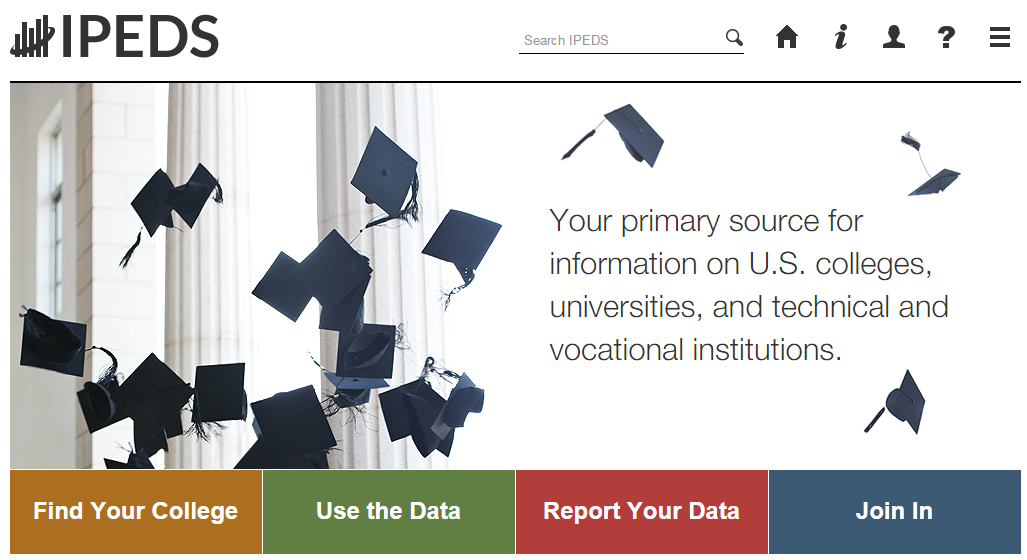 IPEDS
Search IPEDS
Your primary source for
information on U.S. colleges,
universities, and technical and
vocational institutions.
Find Your College
Use the Data
Report Your Data
Join In